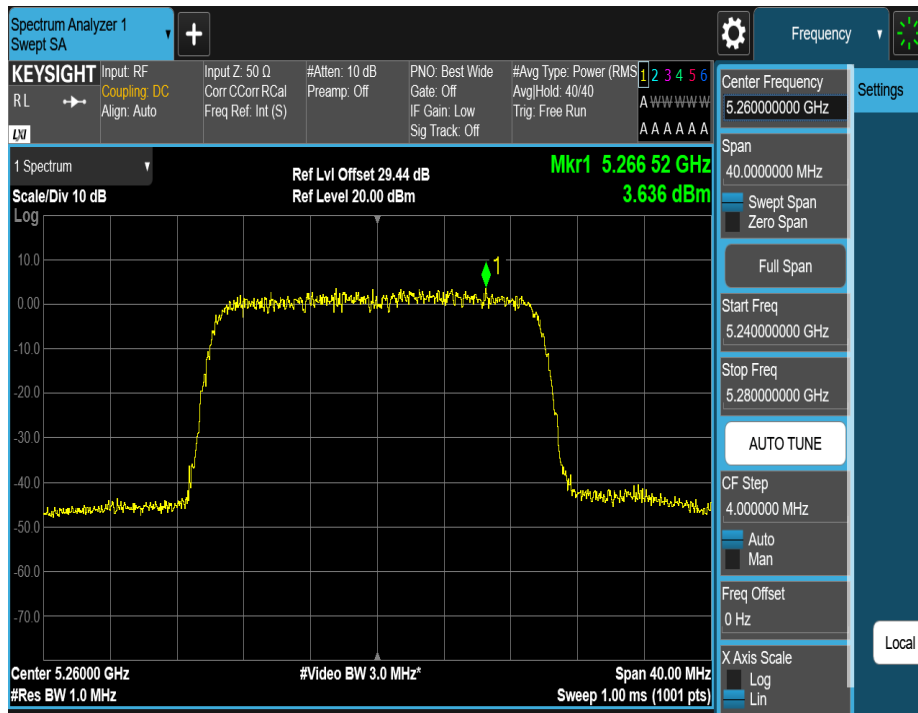 Spectrum Analyzer 1
Swept SA
+
Frequency
KEYSIGHT
RL
LXI
Input: RF
Coupling: DC
Align: Auto
Input Z: 50 Ω
Corr CCorr RCal
Freq Ref: Int (S)
#Atten: 10 dB
Preamp: Off
PNO: Best Wide
Gate: Off
IF Gain: Low
Sig Track: Off
#Avg Type: Power (RMS
Avg|Hold: 40/40
Trig: Free Run
1 2 3 4 5 6
A W W W W W
A A A A A A
1 Spectrum
Scale/Div 10 dB
Log
Ref Lvl Offset 29.44 dB
Ref Level 20.00 dBm
Mkr1 5.266 52 GHz
3.636 dBm
1
10.0
0.00
-10.0
-20.0
-30.0
-40.0
-50.0
-60.0
-70.0
Center 5.26000 GHz
#Video BW 3.0 MHz*
Span 40.00 MHz
#Res BW 1.0 MHz
Sweep 1.00 ms (1001 pts)
Center Frequency
5.260000000 GHz
Settings
Span
40.0000000 MHz
Swept Span
Zero Span
Full Span
Start Freq
5.240000000 GHz
Stop Freq
5.280000000 GHz
AUTO TUNE
CF Step
4.000000 MHz
Auto
Man
Freq Offset
0 Hz
Local
X Axis Scale
Log
Lin